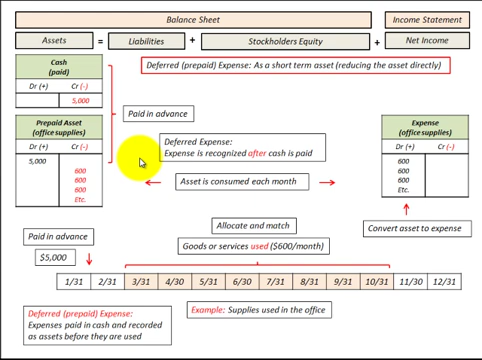 Balance Sheet
Income Statement
Assets = Liabilities + Stockholders Equity + Net Income
Cash
(paid)
Dr (+) Cr (-)
5,000
Deferred (prepaid) Expense: As a short term asset (reducing the asset directly)
Paid in advance
Prepaid Asset
(office supplies)
Dr (+) Cr (-)
5,000
600
600
600
Etc.
Deferred Expense:
Expense is recognized after cash is paid
Asset is consumed each month
Expense
(office supplies)
Dr (+) Cr (-)
600
600
600
Etc.
Convert asset to expense
Allocate and match
Goods or services used ($600/month)
Paid in advance
$5,000
1/31 2/31 3/31 4/30 5/31 6/30 7/31 8/31 9/31 10/31 11/30 12/31
Deferred (prepaid) Expense:
Expenses paid in cash and recorded
as assets before they are used
Example: Supplies used in the office